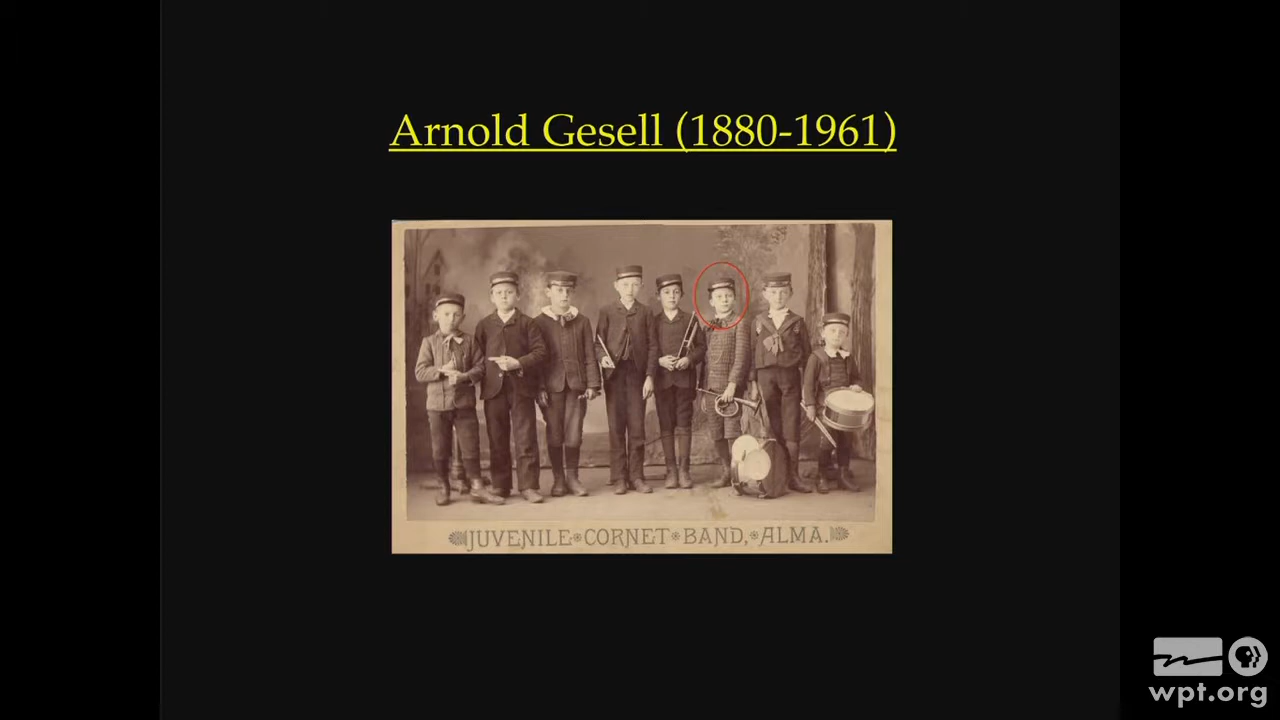 Arnold Gesell (1880-1961)
JUVENILE CORNET BAND, ALMA.
wpt.org